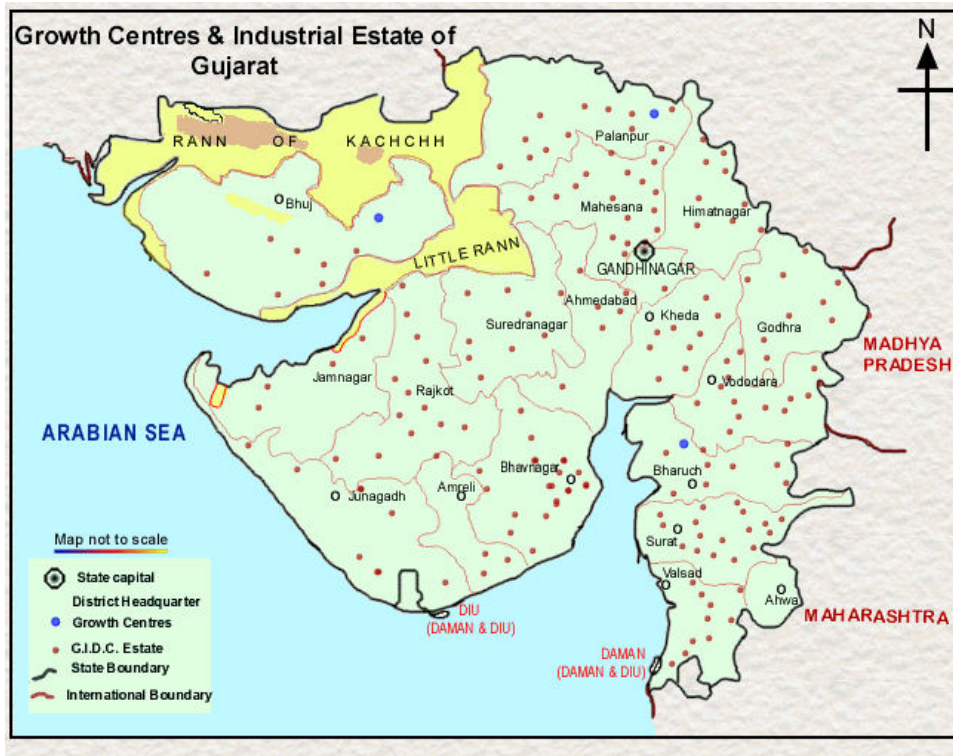 Growth Centres & Industrial Estate of
Gujarat
N
Palanpur
RANN OF KACHCHH
Bhuj
Mahesana
Himatnagar
LITTLE RANN
GANDHINAGAR
Ahmedabad
Kheda
Suredranagar
Godhra
MADHYA
PRADESH
Jamnagar
Rajkot
Vododara
ARABIAN SEA
Bhavnagar
Bharuch
Amreli
Junagadh
Surat
Valsad
Ahwa
MAHARASHTRA
DIU
(DAMAN & DIU)
DAMAN
(DAMAN & DIU)
Map not to scale
State capital
District Headquarter
Growth Centres
G.I.D.C. Estate
State Boundary
International Boundary